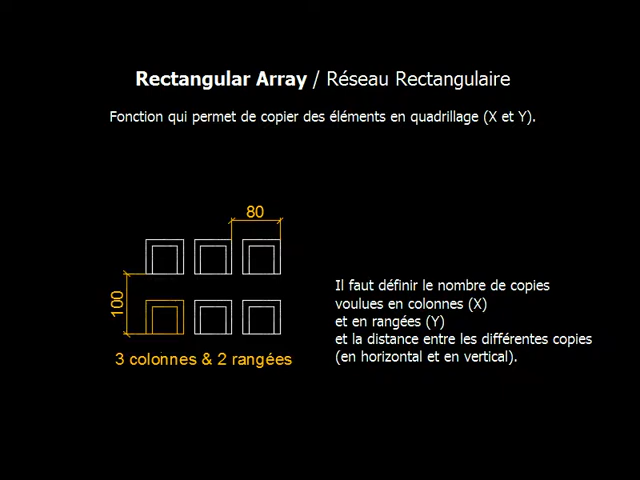 Rectangular Array / Réseau Rectangulaire
Fonction qui permet de copier des éléments en quadrillage (X et Y).
80
100
3 colonnes & 2 rangées
Il faut définir le nombre de copies
voulues en colonnes (X)
et en rangées (Y)
et la distance entre les différentes copies
(en horizontal et en vertical).